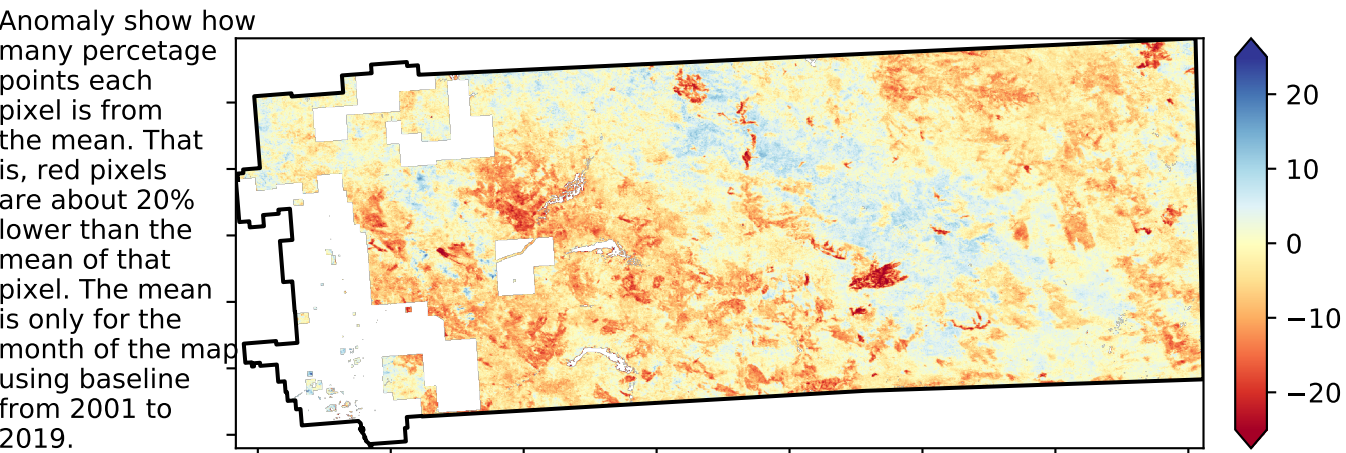 Anomaly show how
many percetage
points each
pixel is from
the mean. That
is, red pixels
are about 20%
lower than the
mean of that
pixel. The mean
is only for the
month of the map
using baseline
from 2001 to
2019.
20
10
0
−10
−20